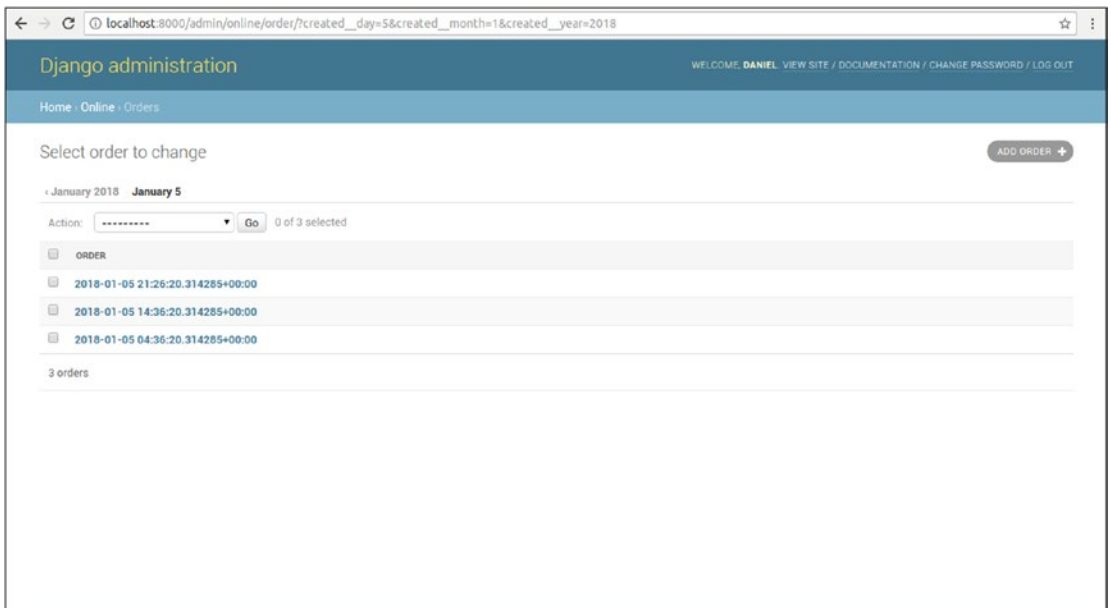 localhost:8000/admin/online/order/?created__day=5&created__month=1&created__year=2018
Django administration
WELCOME, DANIEL. VIEW SITE / DOCUMENTATION / CHANGE PASSWORD / LOG OUT
Home › Online › Orders
Select order to change
ADD ORDER +
‹ January 2018 January 5
Action: --------- Go 0 of 3 selected
ORDER
2018-01-05 21:26:20.314285+00:00
2018-01-05 14:36:20.314285+00:00
2018-01-05 04:36:20.314285+00:00
3 orders